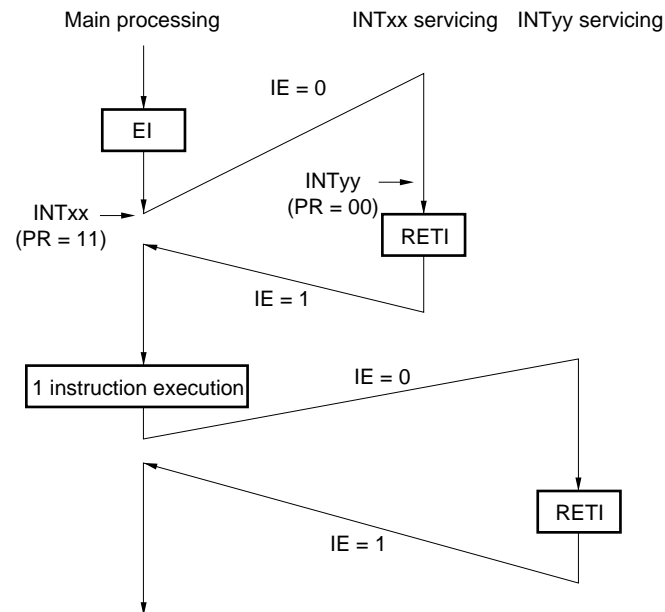 Main processing
INTxx servicing
INTyy servicing
IE = 0
EI
INTyy
(PR = 00)
INTxx
(PR = 11)
RETI
IE = 1
1 instruction execution
IE = 0
RETI
IE = 1